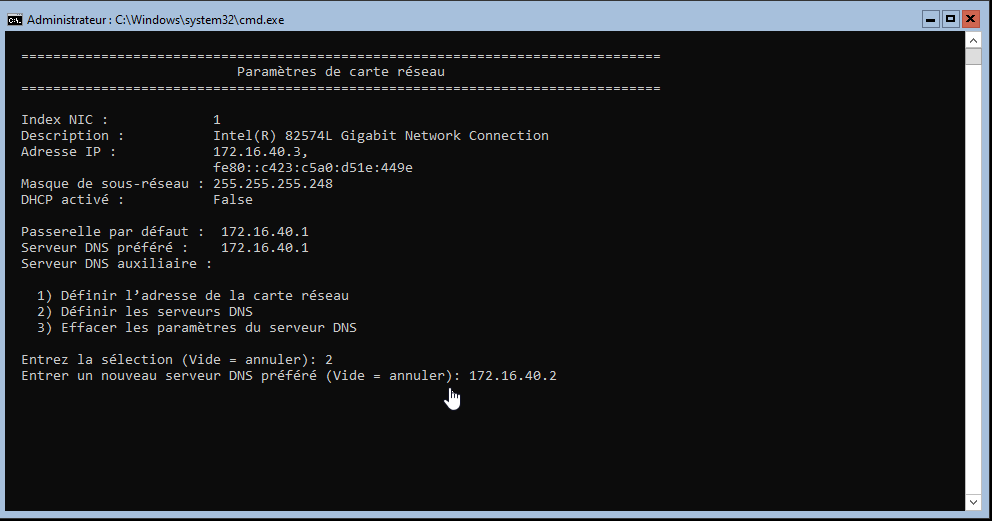 Administrateur : C:\Windows\system32\cmd.exe
================================================================================
Paramètres de carte réseau
================================================================================
Index NIC : 1
Description : Intel(R) 82574L Gigabit Network Connection
Adresse IP : 172.16.40.3,
fe80::c423:c5a0:d51e:449e
Masque de sous-réseau : 255.255.255.248
DHCP activé : False
Passerelle par défaut : 172.16.40.1
Serveur DNS préféré : 172.16.40.1
Serveur DNS auxiliaire :
1) Définir l’adresse de la carte réseau
2) Définir les serveurs DNS
3) Effacer les paramètres du serveur DNS
Entrez la sélection (Vide = annuler): 2
Entrer un nouveau serveur DNS préféré (Vide = annuler): 172.16.40.2